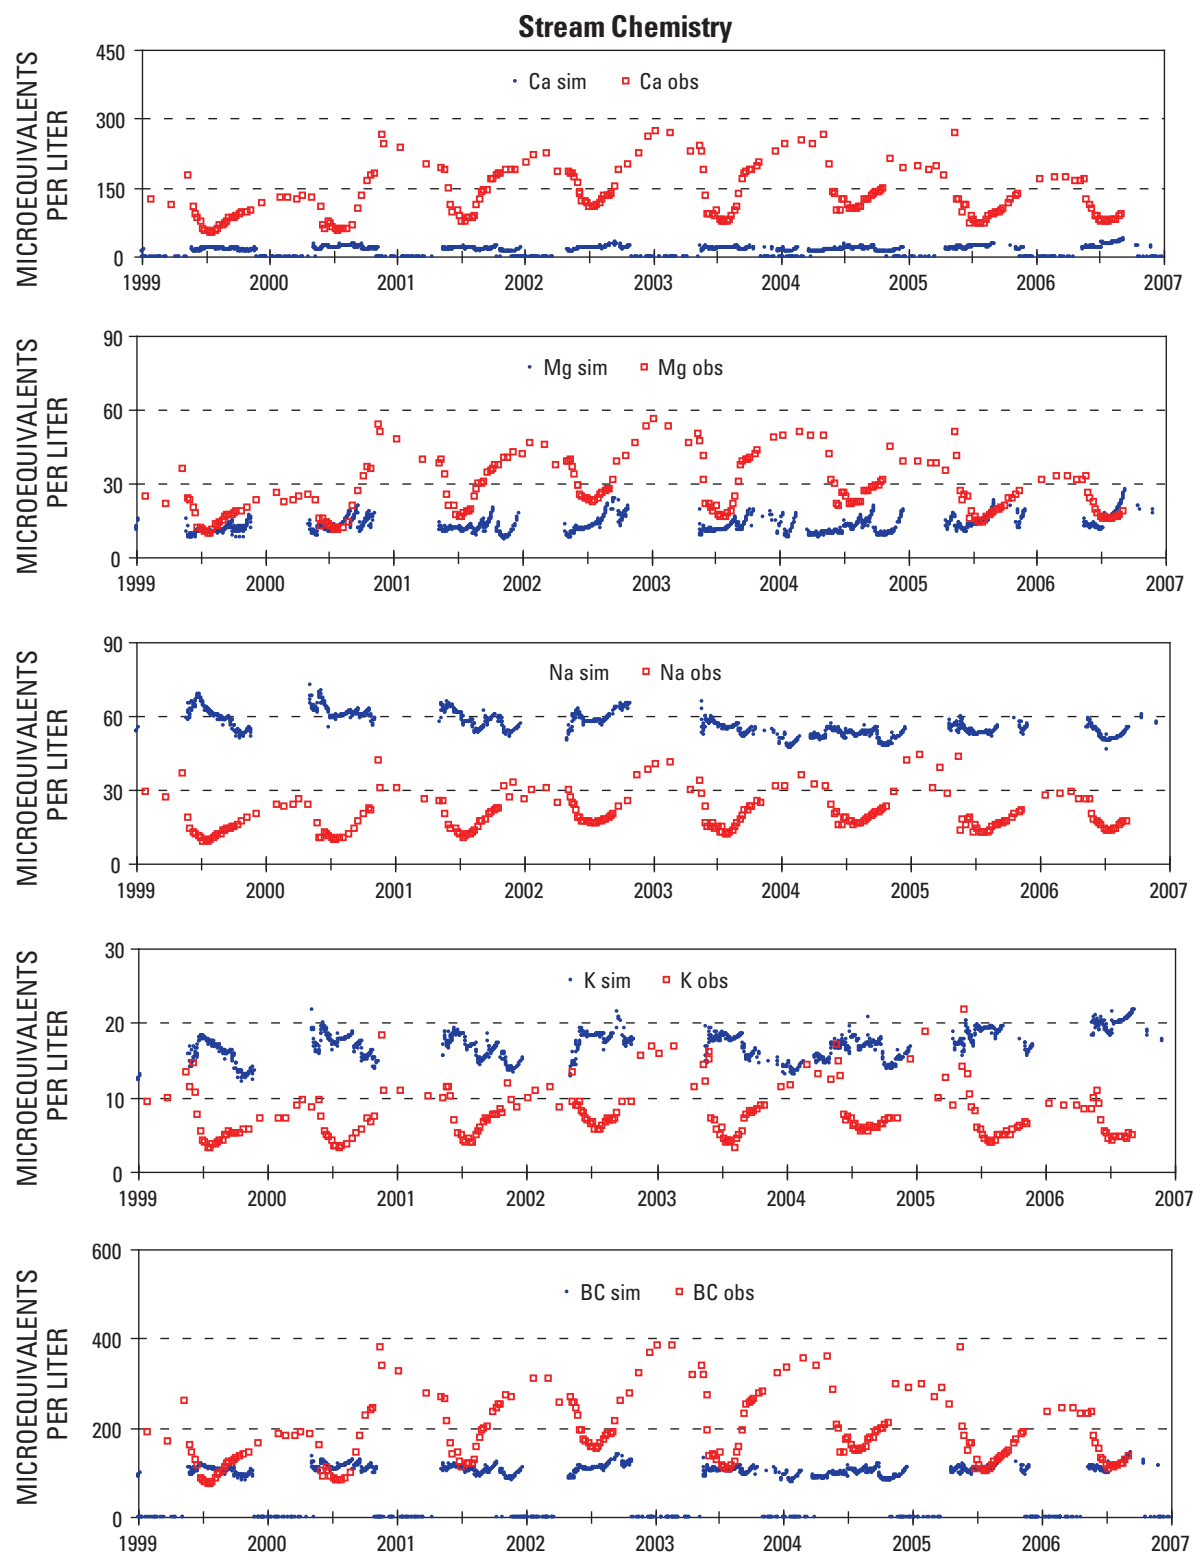 Stream Chemistry
MICROEQUIVALENTS
PER LITER
450
300
150
0
Ca sim Ca obs
1999 2000 2001 2002 2003 2004 2005 2006 2007
MICROEQUIVALENTS
PER LITER
90
60
30
0
Mg sim Mg obs
1999 2000 2001 2002 2003 2004 2005 2006 2007
MICROEQUIVALENTS
PER LITER
90
60
30
0
Na sim Na obs
1999 2000 2001 2002 2003 2004 2005 2006 2007
MICROEQUIVALENTS
PER LITER
30
20
10
0
K sim K obs
1999 2000 2001 2002 2003 2004 2005 2006 2007
MICROEQUIVALENTS
PER LITER
600
400
200
0
BC sim BC obs
1999 2000 2001 2002 2003 2004 2005 2006 2007